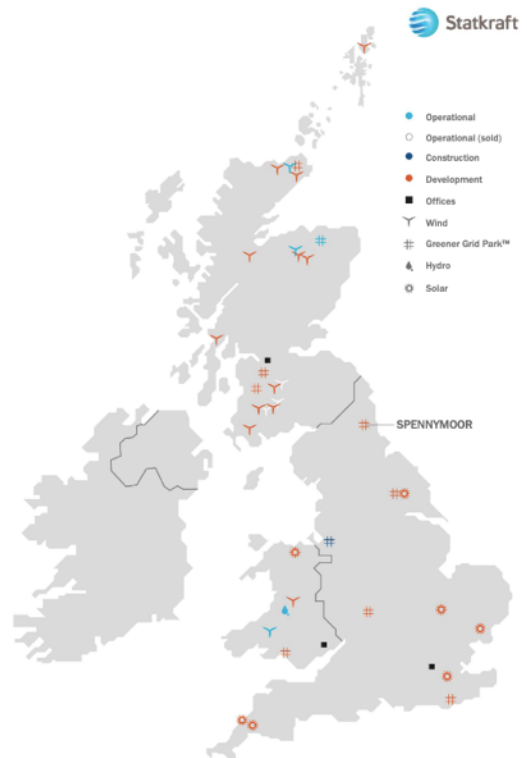 Statkraft
Operational
Operational (sold)
Construction
Development
Offices
Wind
Greener Grid Park™
Hydro
Solar
SPENNYMOOR